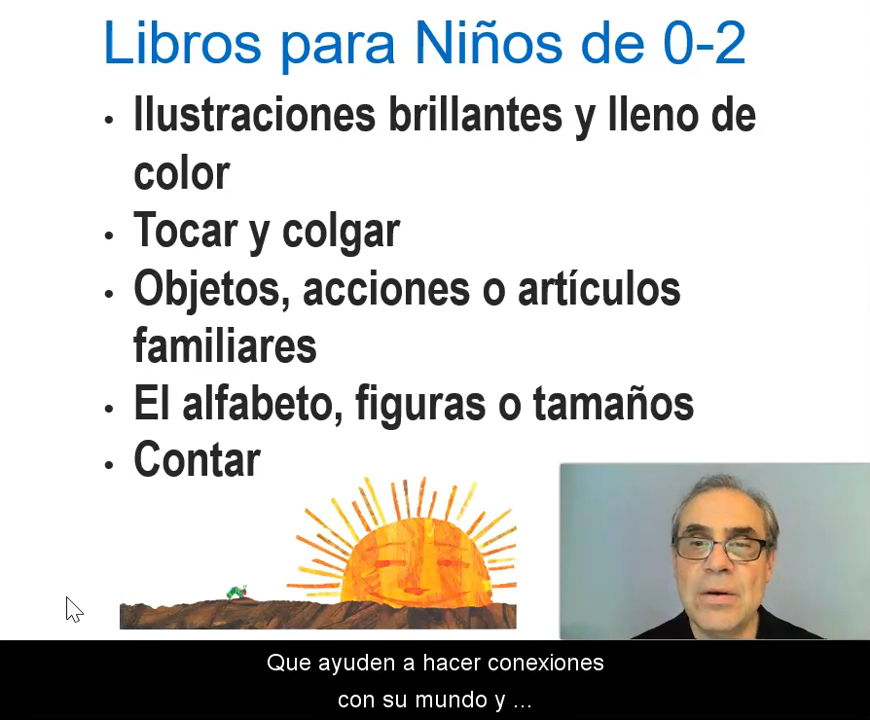 Libros para Niños de 0-2
• Ilustraciones brillantes y lleno de
color
• Tocar y colgar
• Objetos, acciones o artículos
familiares
• El alfabeto, figuras o tamaños
• Contar
Que ayuden a hacer conexiones
con su mundo y ...